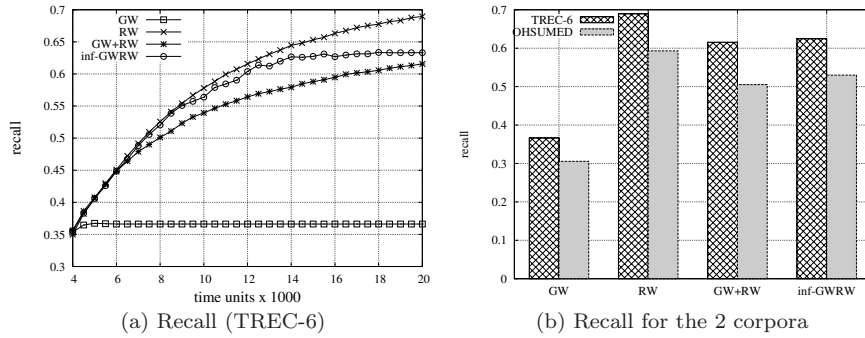 GW
RW
GW+RW
inf-GWRW
0.7
0.65
0.6
0.55
0.5
0.45
0.4
0.35
0.3
recall
4 6 8 10 12 14 16 18 20
time units x 1000
(a) Recall (TREC-6)
TREC-6
OHSUMED
0.7
0.6
0.5
0.4
0.3
0.2
0.1
0
recall
GW RW GW+RW inf-GWRW
(b) Recall for the 2 corpora